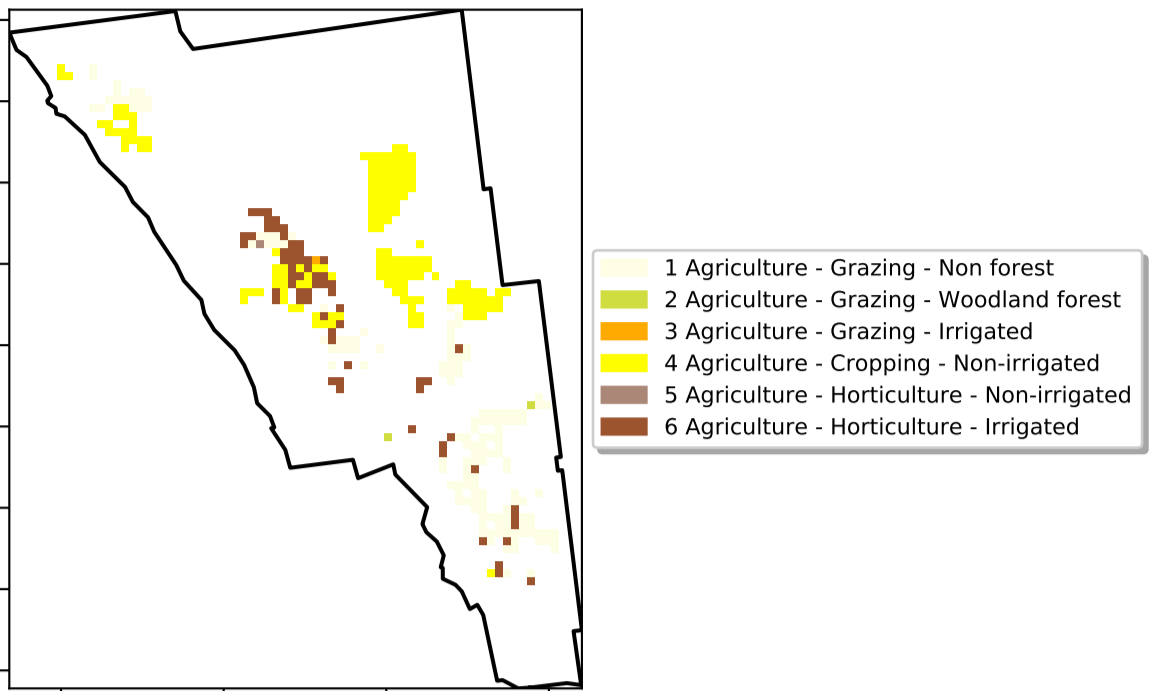 1 Agriculture - Grazing - Non forest
2 Agriculture - Grazing - Woodland forest
3 Agriculture - Grazing - Irrigated
4 Agriculture - Cropping - Non-irrigated
5 Agriculture - Horticulture - Non-irrigated
6 Agriculture - Horticulture - Irrigated